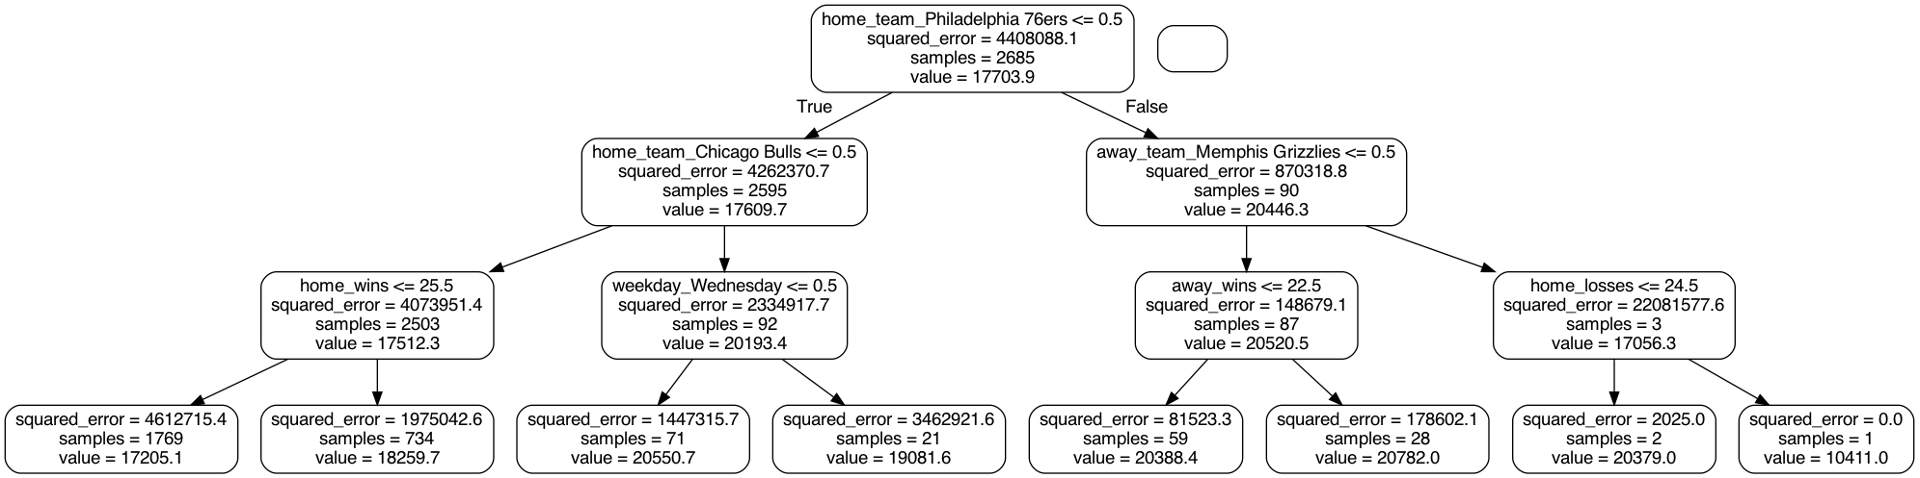 home_team_Philadelphia 76ers <= 0.5
squared_error = 4408088.1
samples = 2685
value = 17703.9
True
False
home_team_Chicago Bulls <= 0.5
squared_error = 4262370.7
samples = 2595
value = 17609.7
away_team_Memphis Grizzlies <= 0.5
squared_error = 870318.8
samples = 90
value = 20446.3
home_wins <= 25.5
squared_error = 4073951.4
samples = 2503
value = 17512.3
weekday_Wednesday <= 0.5
squared_error = 2334917.7
samples = 92
value = 20193.4
away_wins <= 22.5
squared_error = 148679.1
samples = 87
value = 20520.5
home_losses <= 24.5
squared_error = 22081577.6
samples = 3
value = 17056.3
squared_error = 4612715.4
samples = 1769
value = 17205.1
squared_error = 1975042.6
samples = 734
value = 18259.7
squared_error = 1447315.7
samples = 71
value = 20550.7
squared_error = 3462921.6
samples = 21
value = 19081.6
squared_error = 81523.3
samples = 59
value = 20388.4
squared_error = 178602.1
samples = 28
value = 20782.0
squared_error = 2025.0
samples = 2
value = 20379.0
squared_error = 0.0
samples = 1
value = 10411.0